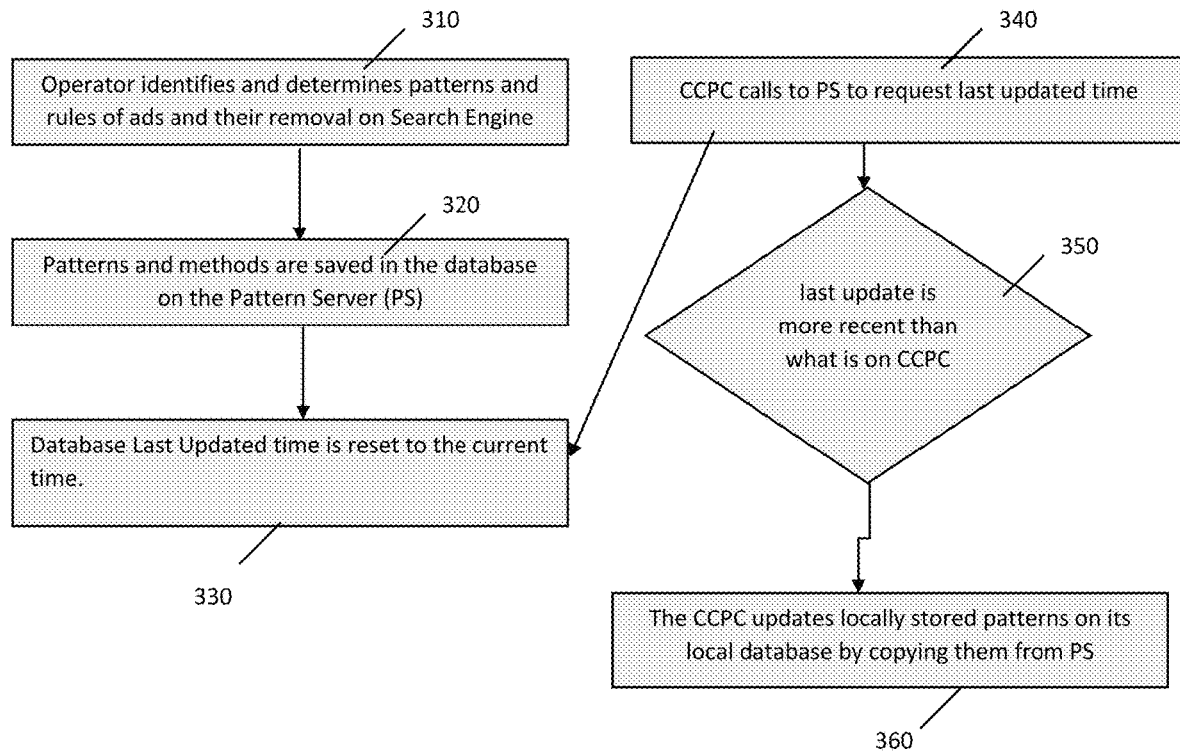 310
Operator identifies and determines patterns and
rules of ads and their removal on Search Engine
320
Patterns and methods are saved in the database
on the Pattern Server (PS)
Database Last Updated time is reset to the current
time.
330
340
CCPC calls to PS to request last updated time
350
last update is
more recent than
what is on CCPC
The CCPC updates locally stored patterns on its
local database by copying them from PS
360